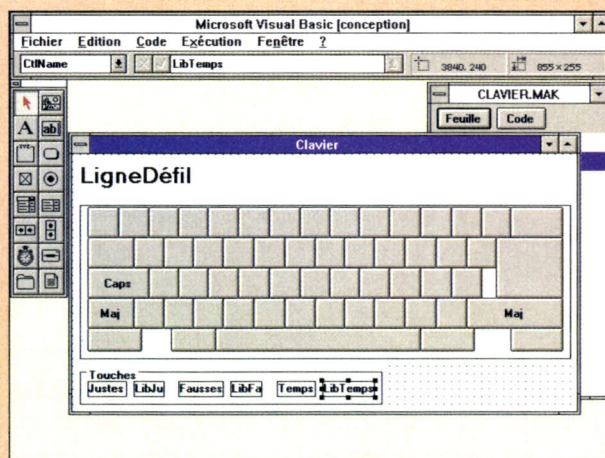 Microsoft Visual Basic [conception]
Fichier Edition Code Exécution Fenêtre ?
CtlName LibTemps 3840, 240 855×255
CLAVIER.MAK
Feuille Code
Clavier
LigneDéfil
Caps
Maj Maj
Touches
Justes LibJu Fausses LibFa Temps LibTemps